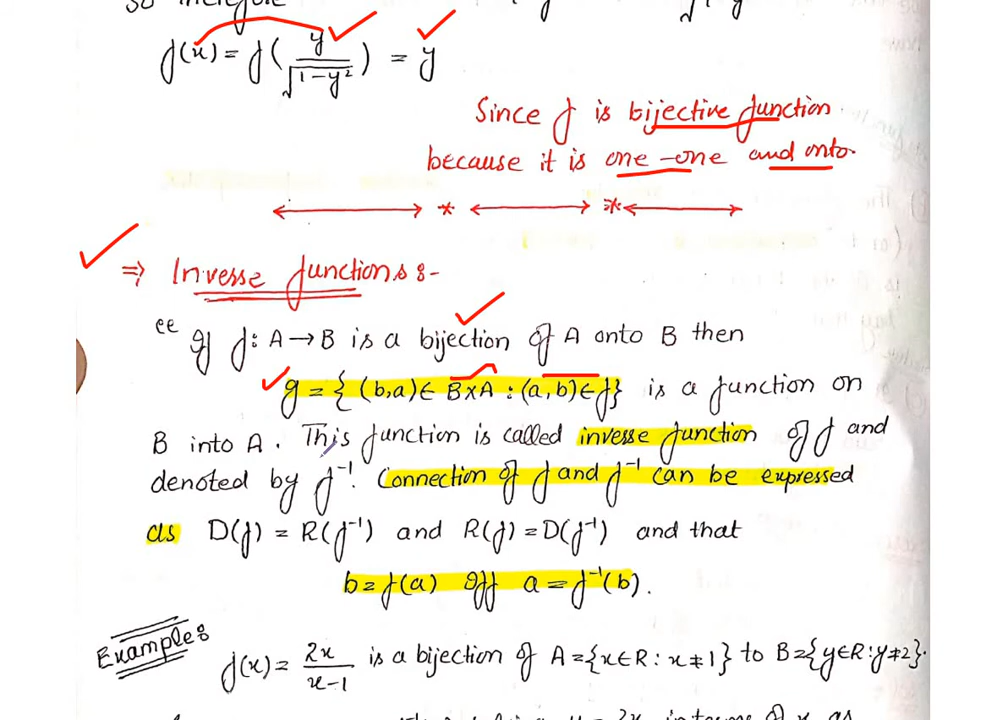 f(x) = f( y / √1-y² ) = y
Since f is bijective function
because it is one-one and onto.
⇒ Inverse functions :-
"If f: A → B is a bijection of A onto B then
g = { (b,a) ∈ B×A : (a,b) ∈ f } is a function on
B into A. This function is called inverse function of f and
denoted by f⁻¹. Connection of f and f⁻¹ can be expressed
as D(f) = R(f⁻¹) and R(f) = D(f⁻¹) and that
b = f(a) iff a = f⁻¹(b).
Example:
f(x) = 2x / x-1 is a bijection of A = {x∈R : x≠1} to B = {y∈R : y≠2}.